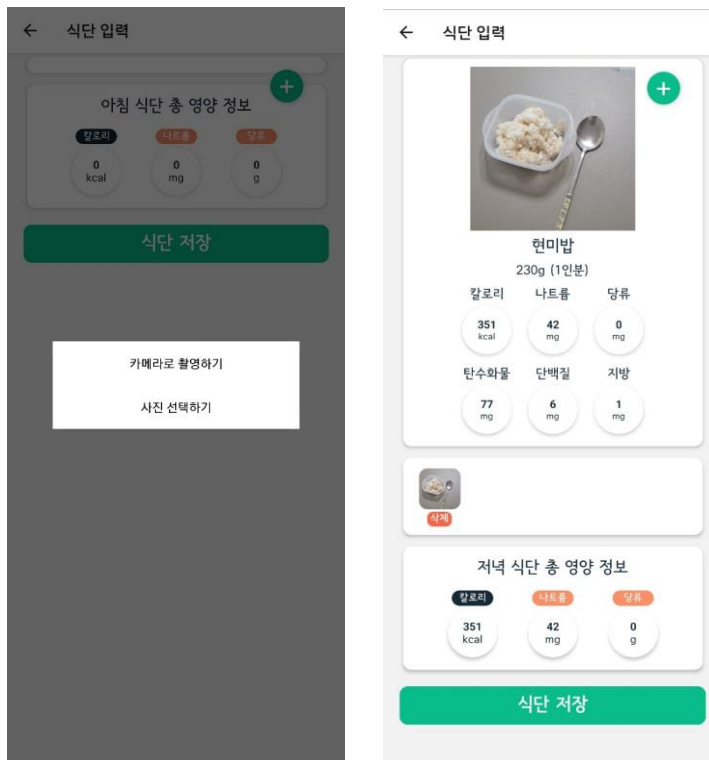 식단 입력
아침 식단 총 영양 정보
칼로리 나트륨 당류
0 0 0
kcal mg g
식단 저장
카메라로 촬영하기
사진 선택하기
식단 입력
현미밥
230g (1인분)
칼로리 나트륨 당류
351 42 0
kcal mg mg
탄수화물 단백질 지방
77 6 1
mg mg mg
삭제
저녁 식단 총 영양 정보
칼로리 나트륨 당류
351 42 0
kcal mg g
식단 저장